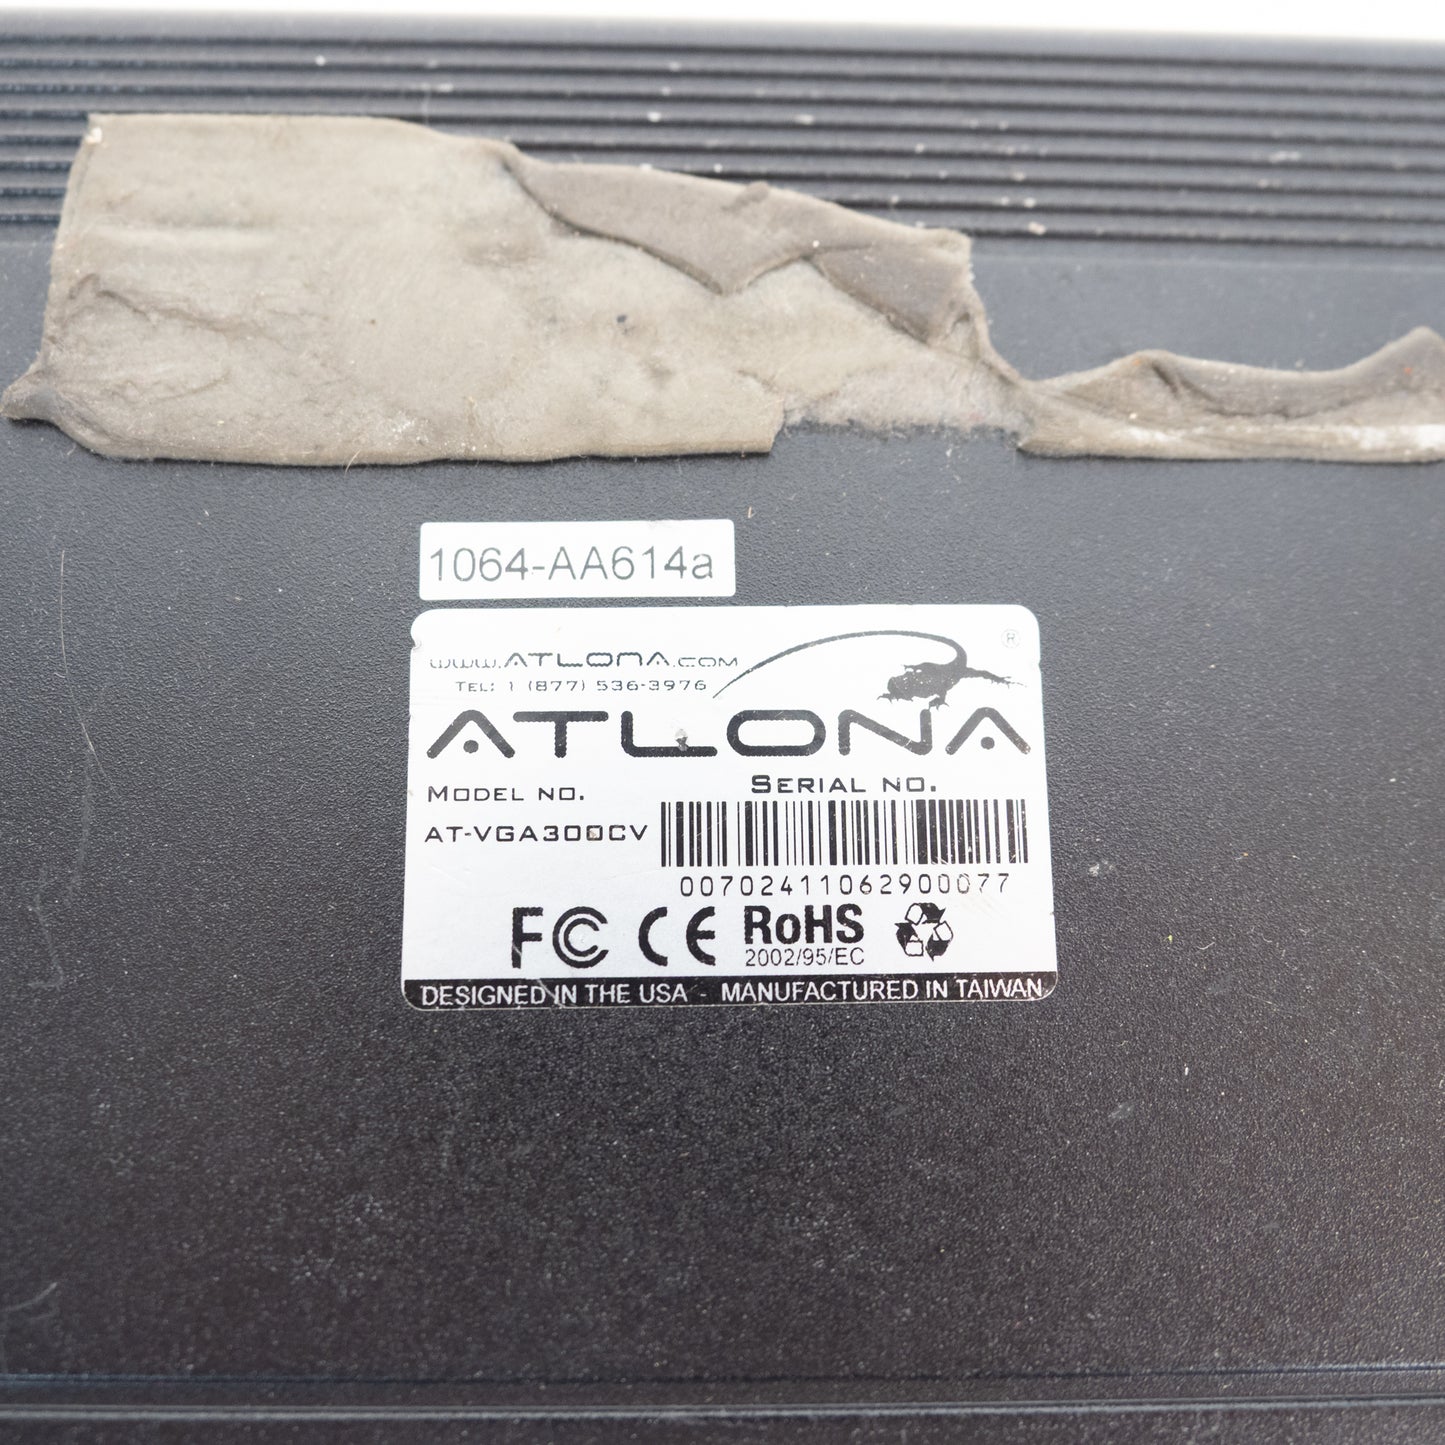 1064-AA614a
®
www.ATLONA.COM
TEL: 1 (877) 536-3976
ATLONA
MODEL NO.
SERIAL NO.
AT-VGA300CV
00702411062900077
FC CE RoHS
2002/95/EC
DESIGNED IN THE USA - MANUFACTURED IN TAIWAN